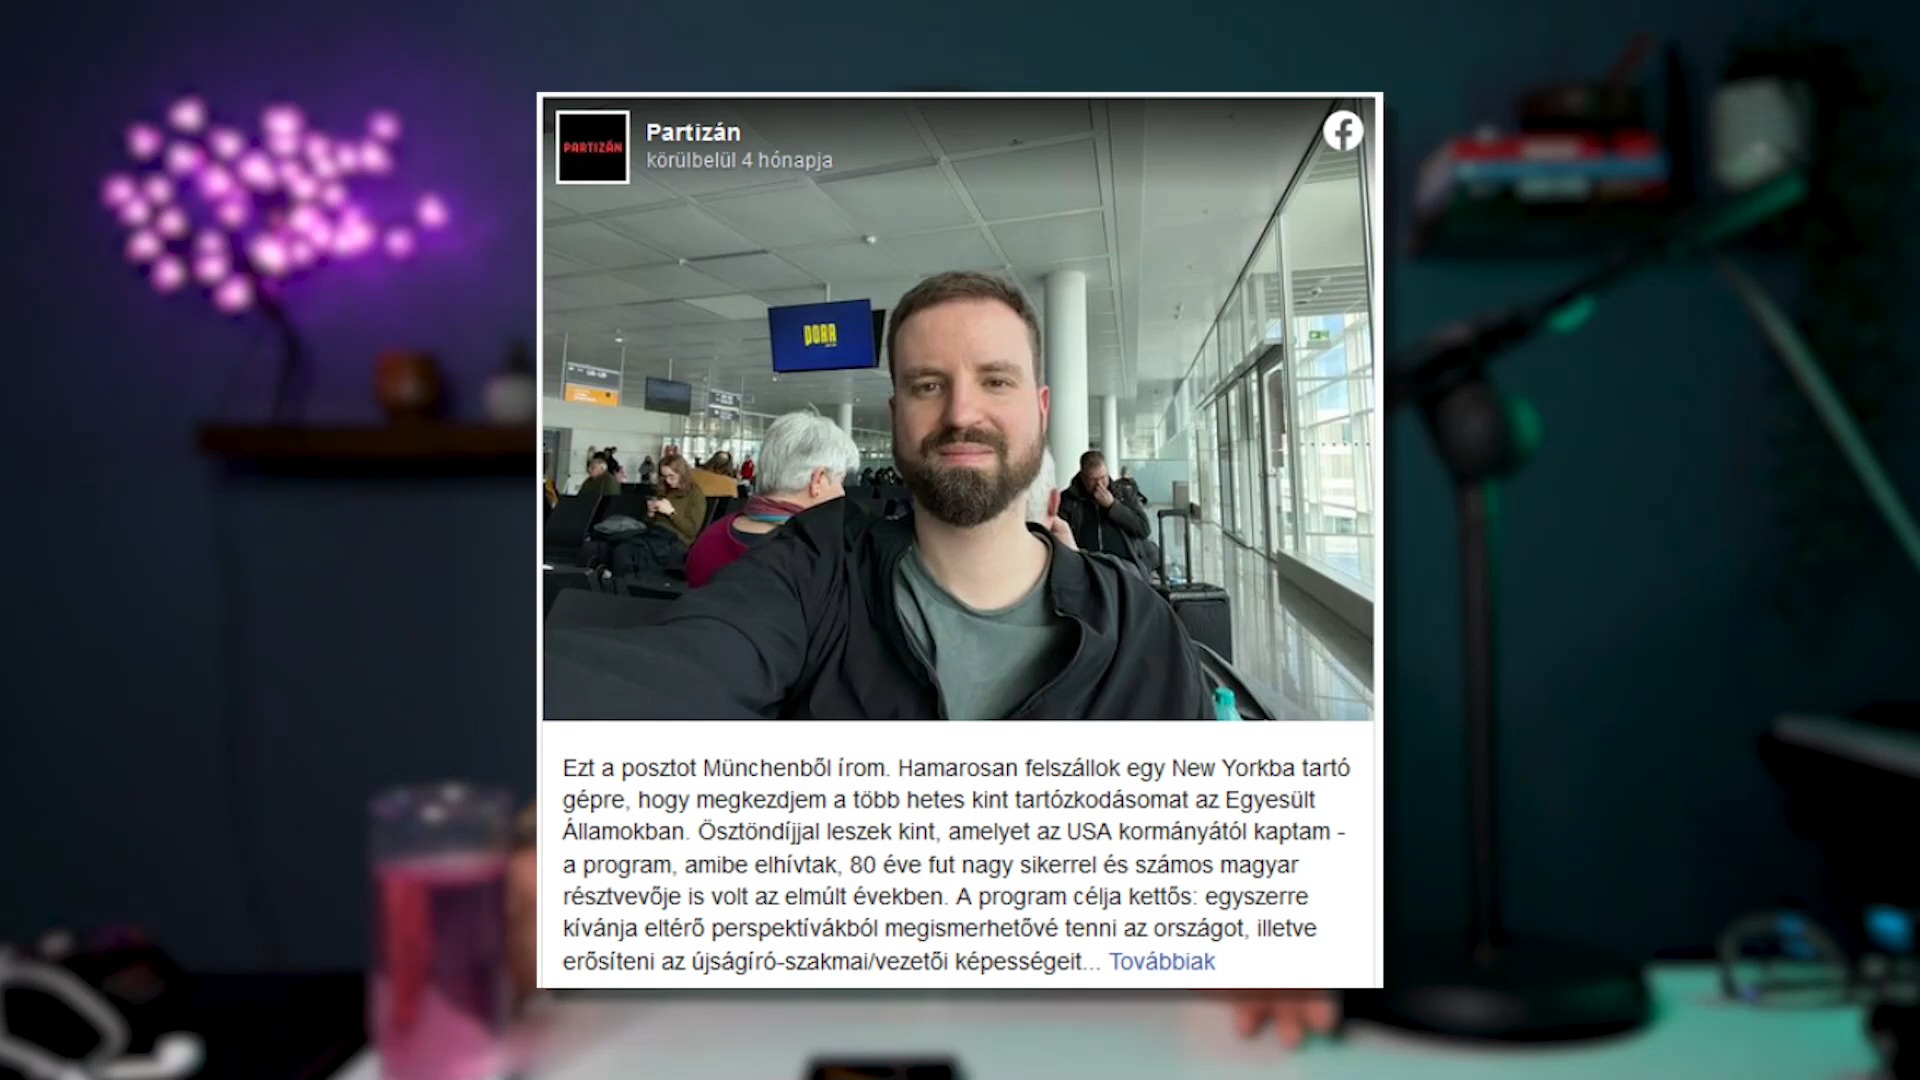 PARTIZÁN
Partizán
körülbelül 4 hónapja
Ezt a posztot Münchenből írom. Hamarosan felszállok egy New Yorkba tartó
gépre, hogy megkezdjem a több hetes kint tartózkodásomat az Egyesült
Államokban. Ösztöndíjjal leszek kint, amelyet az USA kormányától kaptam -
a program, amibe elhívtak, 80 éve fut nagy sikerrel és számos magyar
résztvevője is volt az elmúlt években. A program célja kettős: egyszerre
kívánja eltérő perspektívákból megismerhetővé tenni az országot, illetve
erősíteni az újságíró-szakmai/vezetői képességeit... Továbbiak